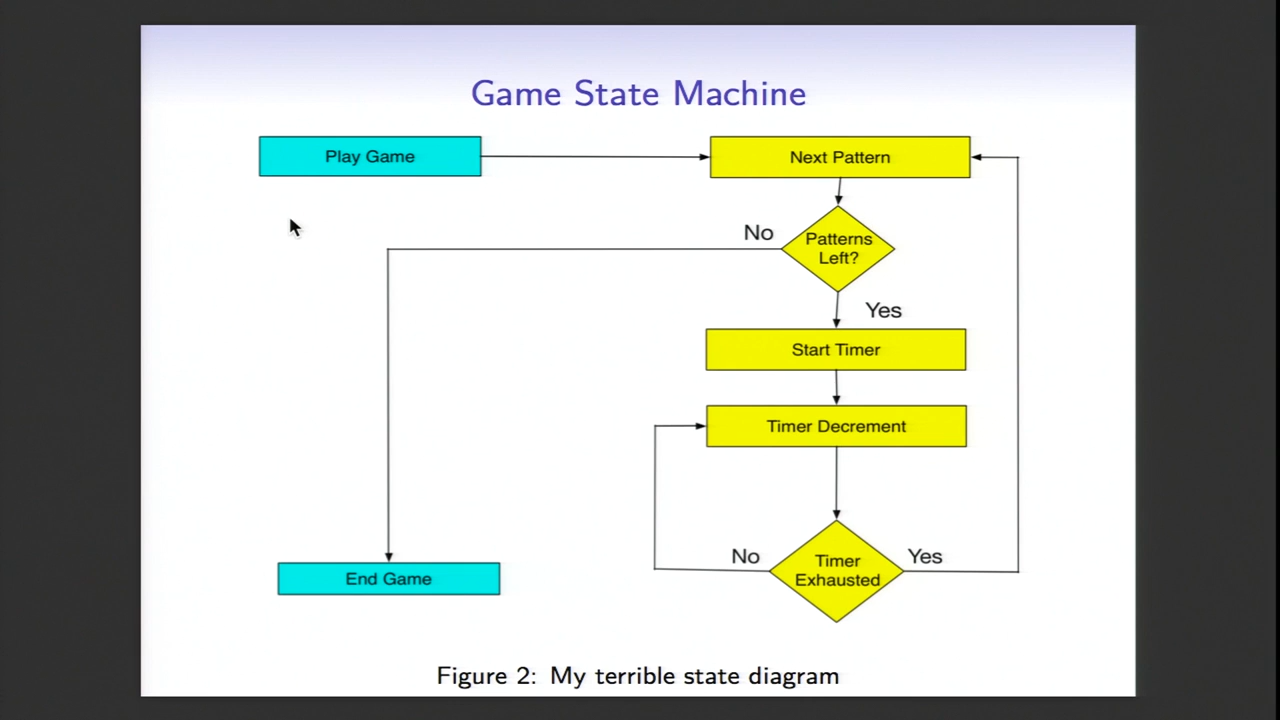 Game State Machine
Play Game
Next Pattern
No
Patterns
Left?
Yes
Start Timer
Timer Decrement
No
Timer
Exhausted
Yes
End Game
Figure 2: My terrible state diagram